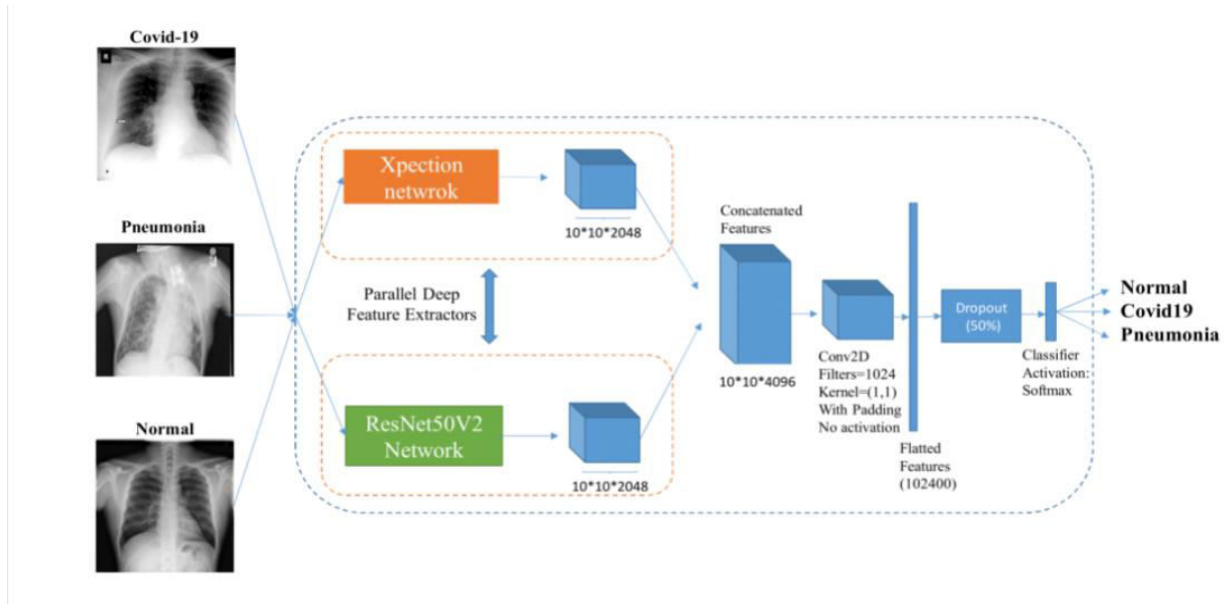 Covid-19
Pneumonia
Normal
Xpection
netwrok
10*10*2048
Parallel Deep
Feature Extractors
ResNet50V2
Network
10*10*2048
Concatenated
Features
10*10*4096
Conv2D
Filters=1024
Kernel=(1,1)
With Padding
No activation
Flatted
Features
(102400)
Dropout
(50%)
Classifier
Activation:
Softmax
Normal
Covid19
Pneumonia